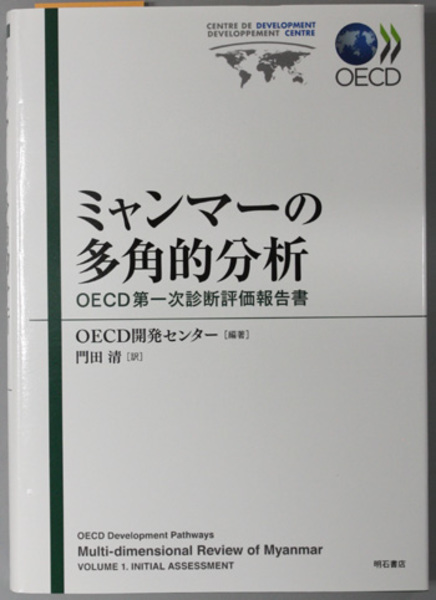 CENTRE DE DEVELOPMENT
DEVELOPPEMENT CENTRE
OECD
ミャンマーの
多角的分析
OECD第一次診断評価報告書
OECD開発センター［編著］
門田 清［訳］
OECD Development Pathways
Multi-dimensional Review of Myanmar
VOLUME 1. INITIAL ASSESSMENT
明石書店